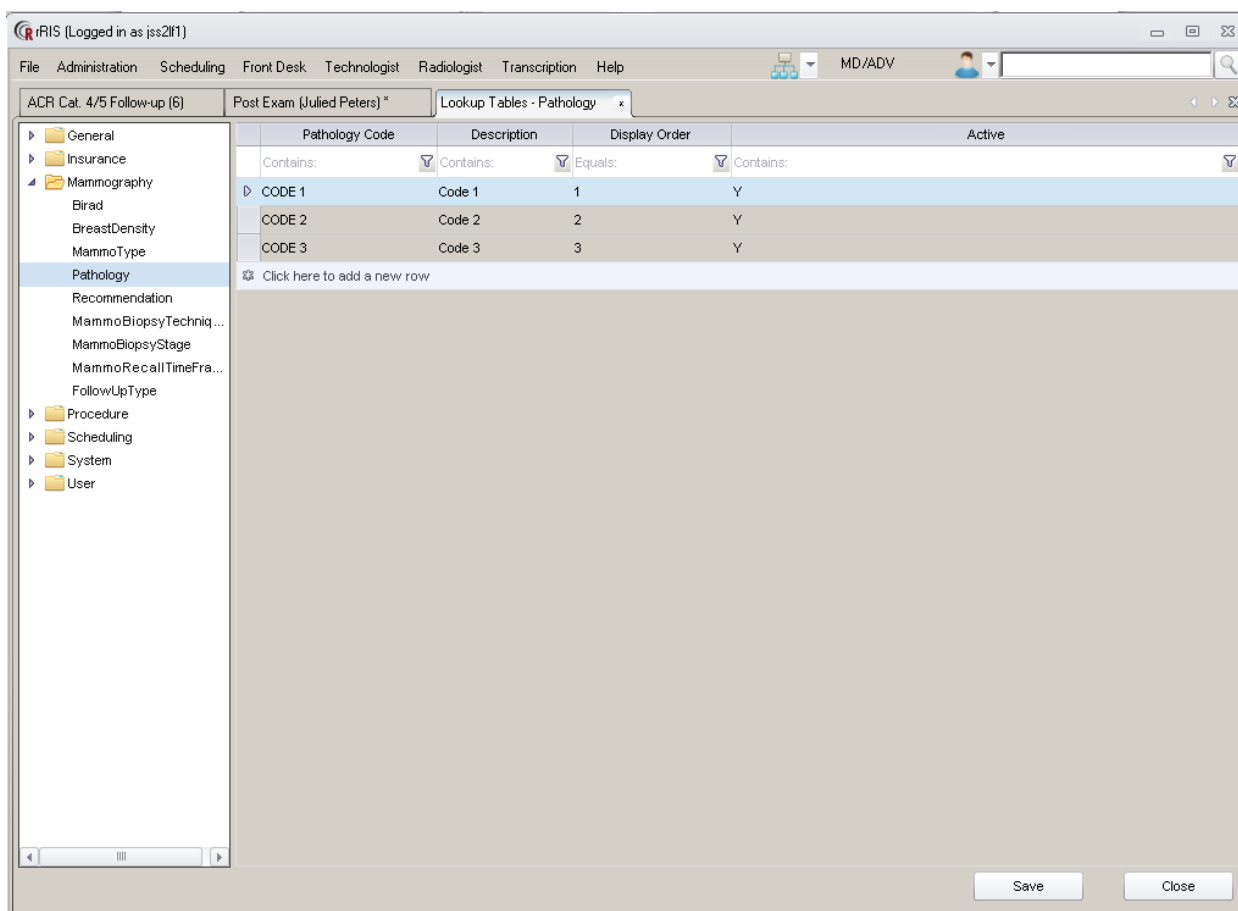 rRIS (Logged in as jss2lf1)
File Administration Scheduling Front Desk Technologist Radiologist Transcription Help MD/ADV
ACR Cat. 4/5 Follow-up (6) Post Exam (Julied Peters) * Lookup Tables - Pathology x
General
Insurance
Mammography
Birad
BreastDensity
MammoType
Pathology
Recommendation
MammoBiopsyTechniq...
MammoBiopsyStage
MammoRecallTimeFra...
FollowUpType
Procedure
Scheduling
System
User
Pathology Code Description Display Order Active
Contains: Contains: Equals: Contains:
CODE 1 Code 1 1 Y
CODE 2 Code 2 2 Y
CODE 3 Code 3 3 Y
Click here to add a new row
Save Close